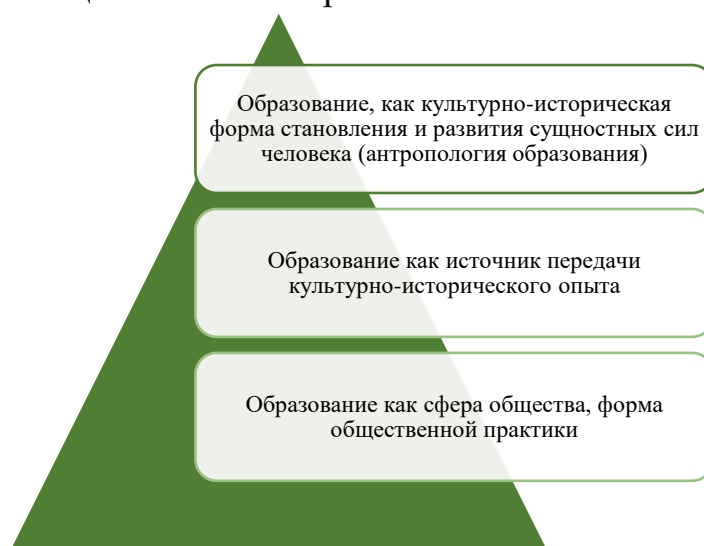 Образование, как культурно-историческая
форма становления и развития сущностных сил
человека (антропология образования)
Образование как источник передачи
культурно-исторического опыта
Образование как сфера общества, форма
общественной практики